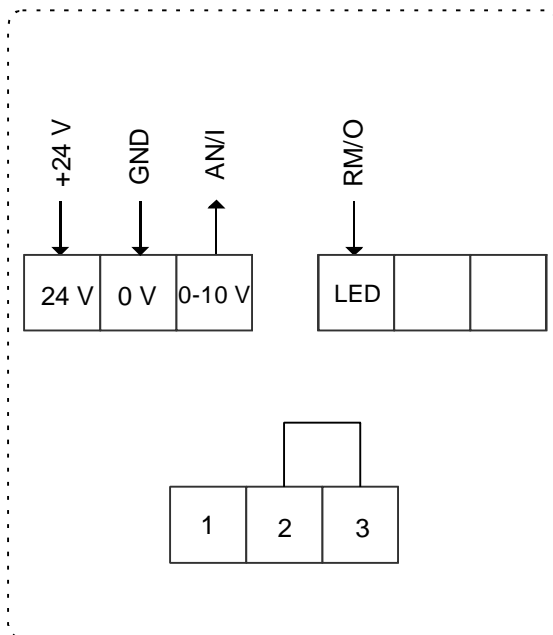 +24 V
GND
AN/I
RM/O
24 V
0 V
0-10 V
LED
1
2
3